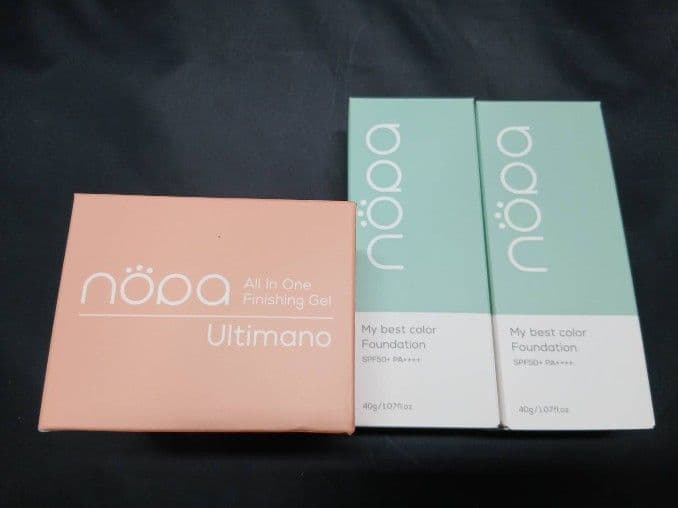 nöpa
All In One
Finishing Gel
Ultimano
nöpa
My best color
Foundation
SPF50+ PA++++
40g/1.07fl.oz.
nöpa
My best color
Foundation
SPF50+ PA++++
40g/1.07fl.oz.